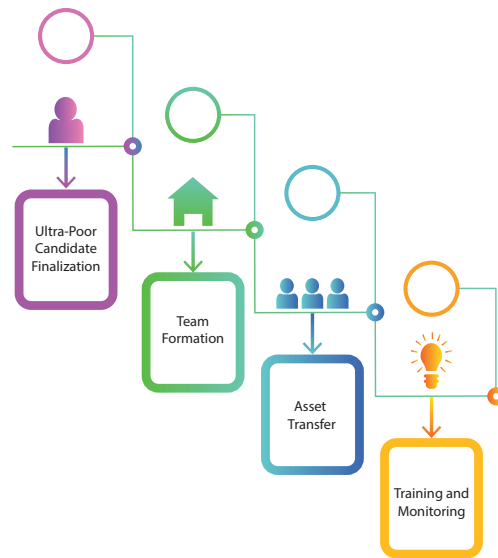 Ultra-Poor
Candidate
Finalization
Team
Formation
Asset
Transfer
Training and
Monitoring